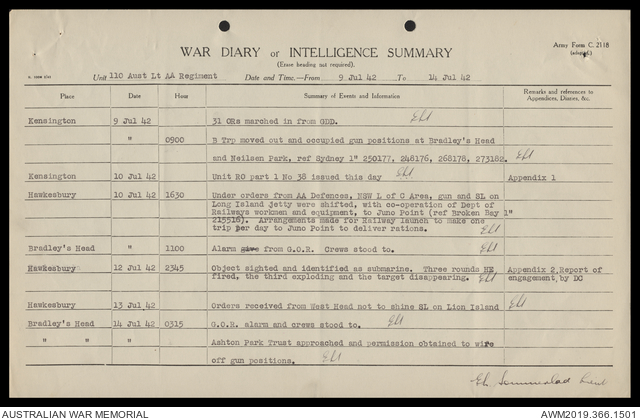 Army Form C. 2118
(adapted)
WAR DIARY or INTELLIGENCE SUMMARY
(Erase heading not required).
Unit 110 Aust Lt AA Regiment Date and Time.—From 9 Jul 42 To 14 Jul 42
Place Date Hour Summary of Events and Information Remarks and references to
Appendices, Diaries, &c.
Kensington 9 Jul 42 31 ORs marched in from GDD.
" 0900 B Trp moved out and occupied gun positions at Bradley's Head
and Neilsen Park, ref Sydney 1" 250177, 248176, 268178, 273182.
Kensington 10 Jul 42 Unit RO part 1 No 38 issued this day Appendix 1
Hawkesbury 10 Jul 42 1630 Under orders from AA Defences, NSW L of C Area, gun and SL on
Long Island jetty were shifted, with co-operation of Dept of
Railways workmen and equipment, to Juno Point (ref Broken Bay 1"
215516). Arrangements made for Railway launch to make one
trip per day to Juno Point to deliver rations.
Bradley's Head " 1100 Alarm give from G.O.R. Crews stood to.
Hawkesbury 12 Jul 42 2345 Object sighted and identified as submarine. Three rounds HE Appendix 2, Report of
fired, the third exploding and the target disappearing. engagement, by DC
Hawkesbury 13 Jul 42 Orders received from West Head not to shine SL on Lion Island
Bradley's Head 14 Jul 42 0315 G.O.R. alarm and crews stood to.
" " " Ashton Park Trust approached and permission obtained to wire
off gun positions.
AUSTRALIAN WAR MEMORIAL AWM2019.366.1501